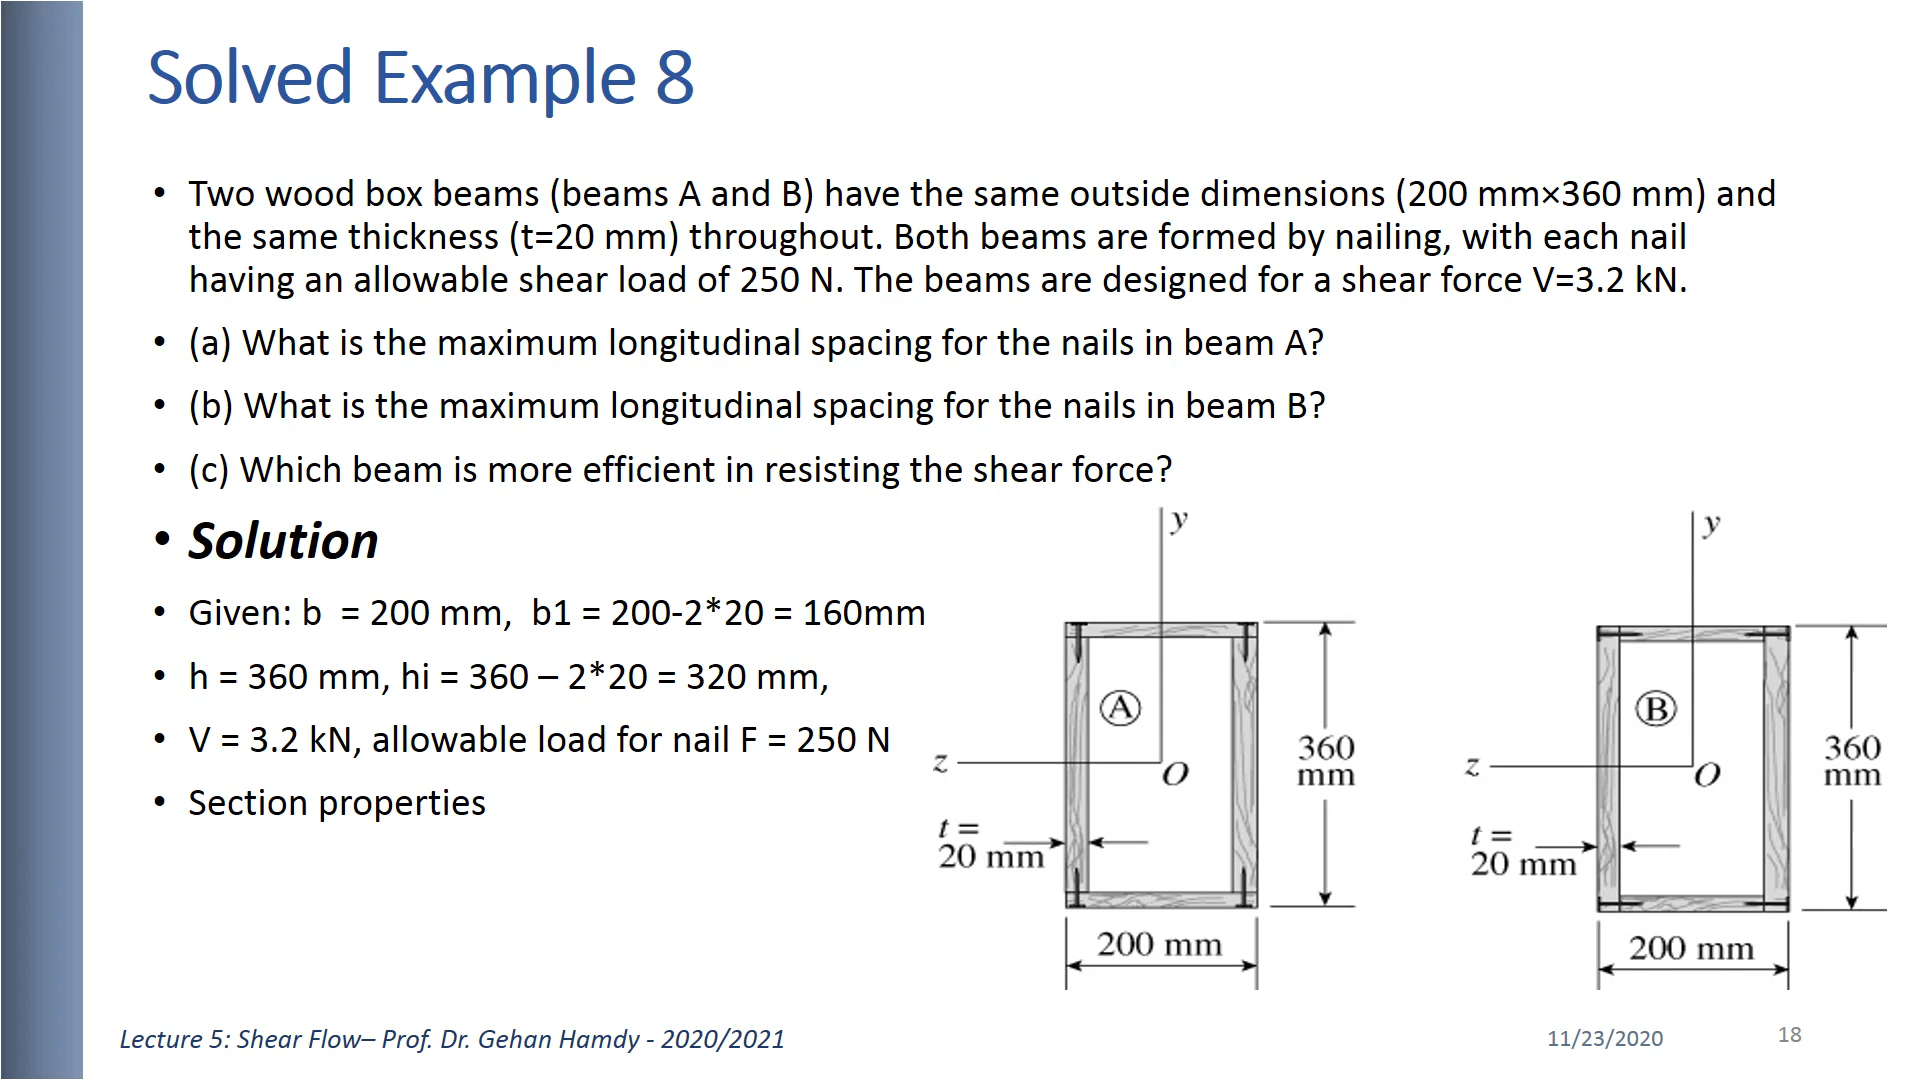 Solved Example 8
• Two wood box beams (beams A and B) have the same outside dimensions (200 mm×360 mm) and
the same thickness (t=20 mm) throughout. Both beams are formed by nailing, with each nail
having an allowable shear load of 250 N. The beams are designed for a shear force V=3.2 kN.
• (a) What is the maximum longitudinal spacing for the nails in beam A?
• (b) What is the maximum longitudinal spacing for the nails in beam B?
• (c) Which beam is more efficient in resisting the shear force?
• Solution
• Given: b  = 200 mm,  b1 = 200-2*20 = 160mm
• h = 360 mm, hi = 360 – 2*20 = 320 mm,
• V = 3.2 kN, allowable load for nail F = 250 N
• Section properties
y
A
z
O
360
mm
t =
20 mm
200 mm
y
B
z
O
360
mm
t =
20 mm
200 mm
Lecture 5: Shear Flow– Prof. Dr. Gehan Hamdy - 2020/2021
11/23/2020
18